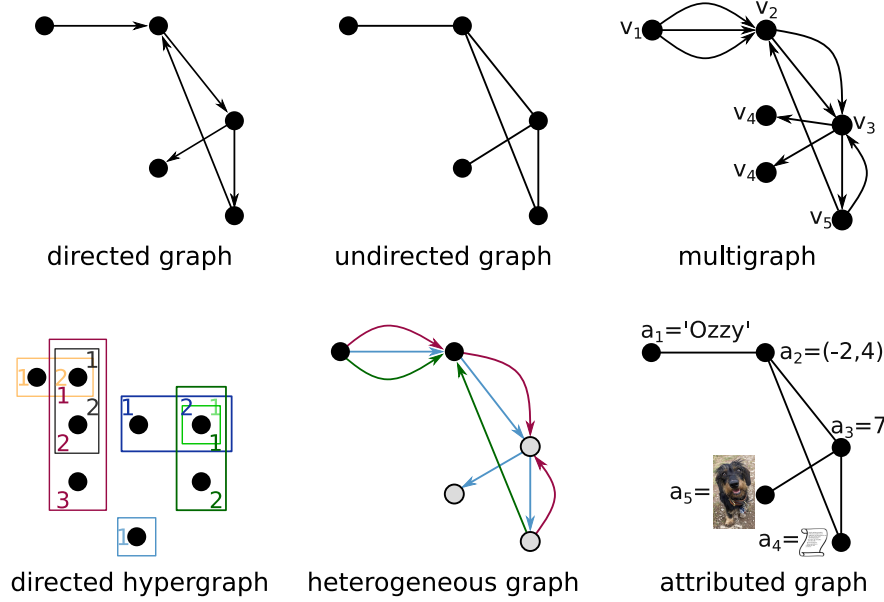 v₁
v₂
v₃
v₄
v₄
v₅
directed graph
undirected graph
multigraph
1
2
1
2
1
2
3
1
2
1
1
2
1
a₁='Ozzy'
a₂=(-2,4)
a₃=7
a₅=
a₄=
directed hypergraph
heterogeneous graph
attributed graph